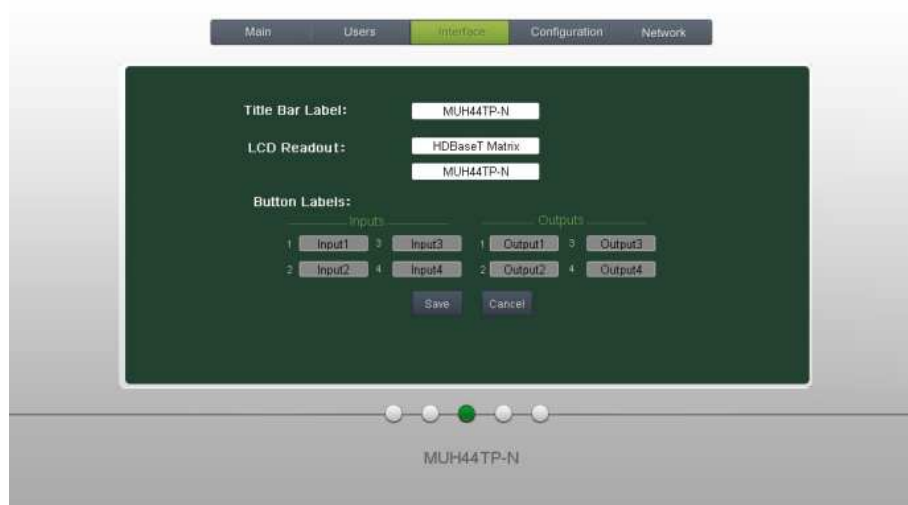 Main Users Interface Configuration Network
Title Bar Label: MUH44TP-N
LCD Readout: HDBaseT Matrix
MUH44TP-N
Button Labels:
Inputs Outputs
1 Input1 3 Input3 1 Output1 3 Output3
2 Input2 4 Input4 2 Output2 4 Output4
Save Cancel
MUH44TP-N